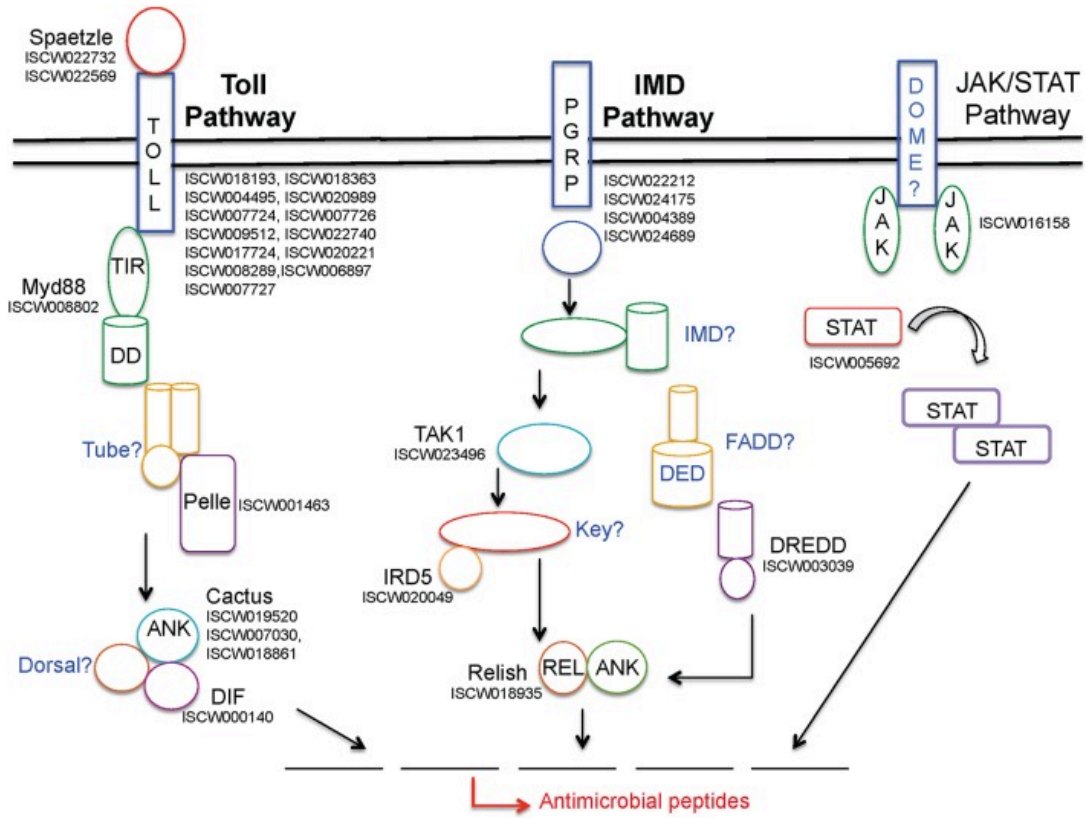 Spaetzle
ISCW022732
ISCW022569
Toll
Pathway
TOLL
ISCW018193, ISCW018363
ISCW004495, ISCW020989
ISCW007724, ISCW007726
ISCW009512, ISCW022740
ISCW017724, ISCW020221
ISCW008289,ISCW006897
ISCW007727
TIR
Myd88
ISCW008802
DD
Tube?
Pelle
ISCW001463
Cactus
ISCW019520
ISCW007030,
ISCW018861
ANK
Dorsal?
DIF
ISCW000140
IMD
Pathway
PGRP
ISCW022212
ISCW024175
ISCW004389
ISCW024689
IMD?
TAK1
ISCW023496
FADD?
DED
Key?
IRD5
ISCW020049
DREDD
ISCW003039
Relish
ISCW018935
REL
ANK
JAK/STAT
Pathway
DOME?
JAK
JAK
ISCW016158
STAT
ISCW005692
STAT
STAT
Antimicrobial peptides